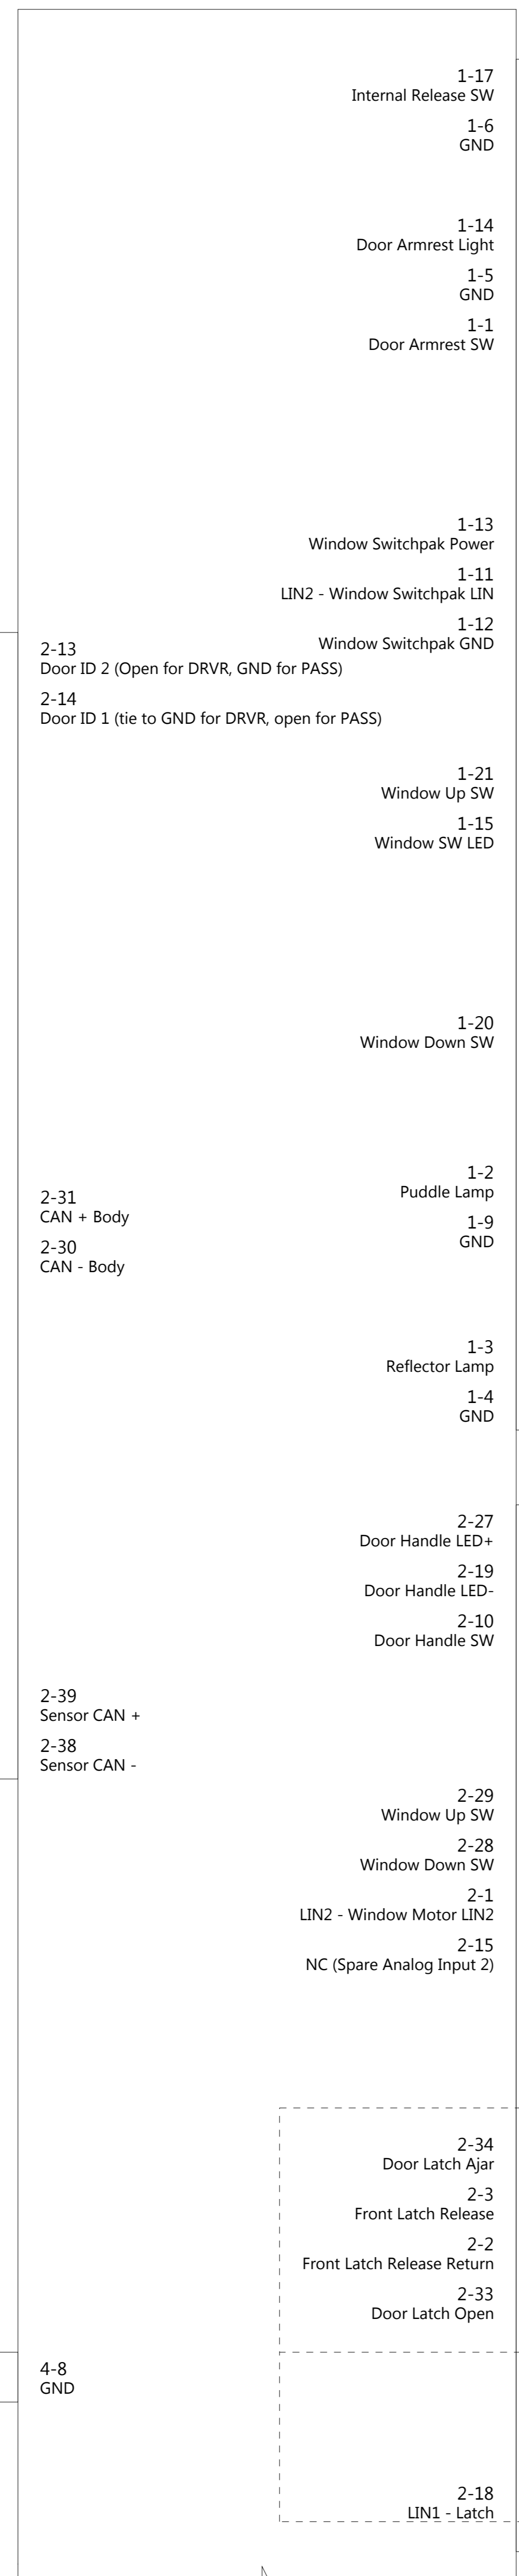 1-17
Internal Release SW
1-6
GND
1-14
Door Armrest Light
1-5
GND
1-1
Door Armrest SW
1-13
Window Switchpak Power
1-11
LIN2 - Window Switchpak LIN
1-12
Window Switchpak GND
2-13
Door ID 2 (Open for DRVR, GND for PASS)
2-14
Door ID 1 (tie to GND for DRVR, open for PASS)
1-21
Window Up SW
1-15
Window SW LED
1-20
Window Down SW
1-2
Puddle Lamp
2-31
CAN + Body
1-9
GND
2-30
CAN - Body
1-3
Reflector Lamp
1-4
GND
2-27
Door Handle LED+
2-19
Door Handle LED-
2-10
Door Handle SW
2-39
Sensor CAN +
2-38
Sensor CAN -
2-29
Window Up SW
2-28
Window Down SW
2-1
LIN2 - Window Motor LIN2
2-15
NC (Spare Analog Input 2)
2-34
Door Latch Ajar
2-3
Front Latch Release
2-2
Front Latch Release Return
2-33
Door Latch Open
4-8
GND
2-18
LIN1 - Latch